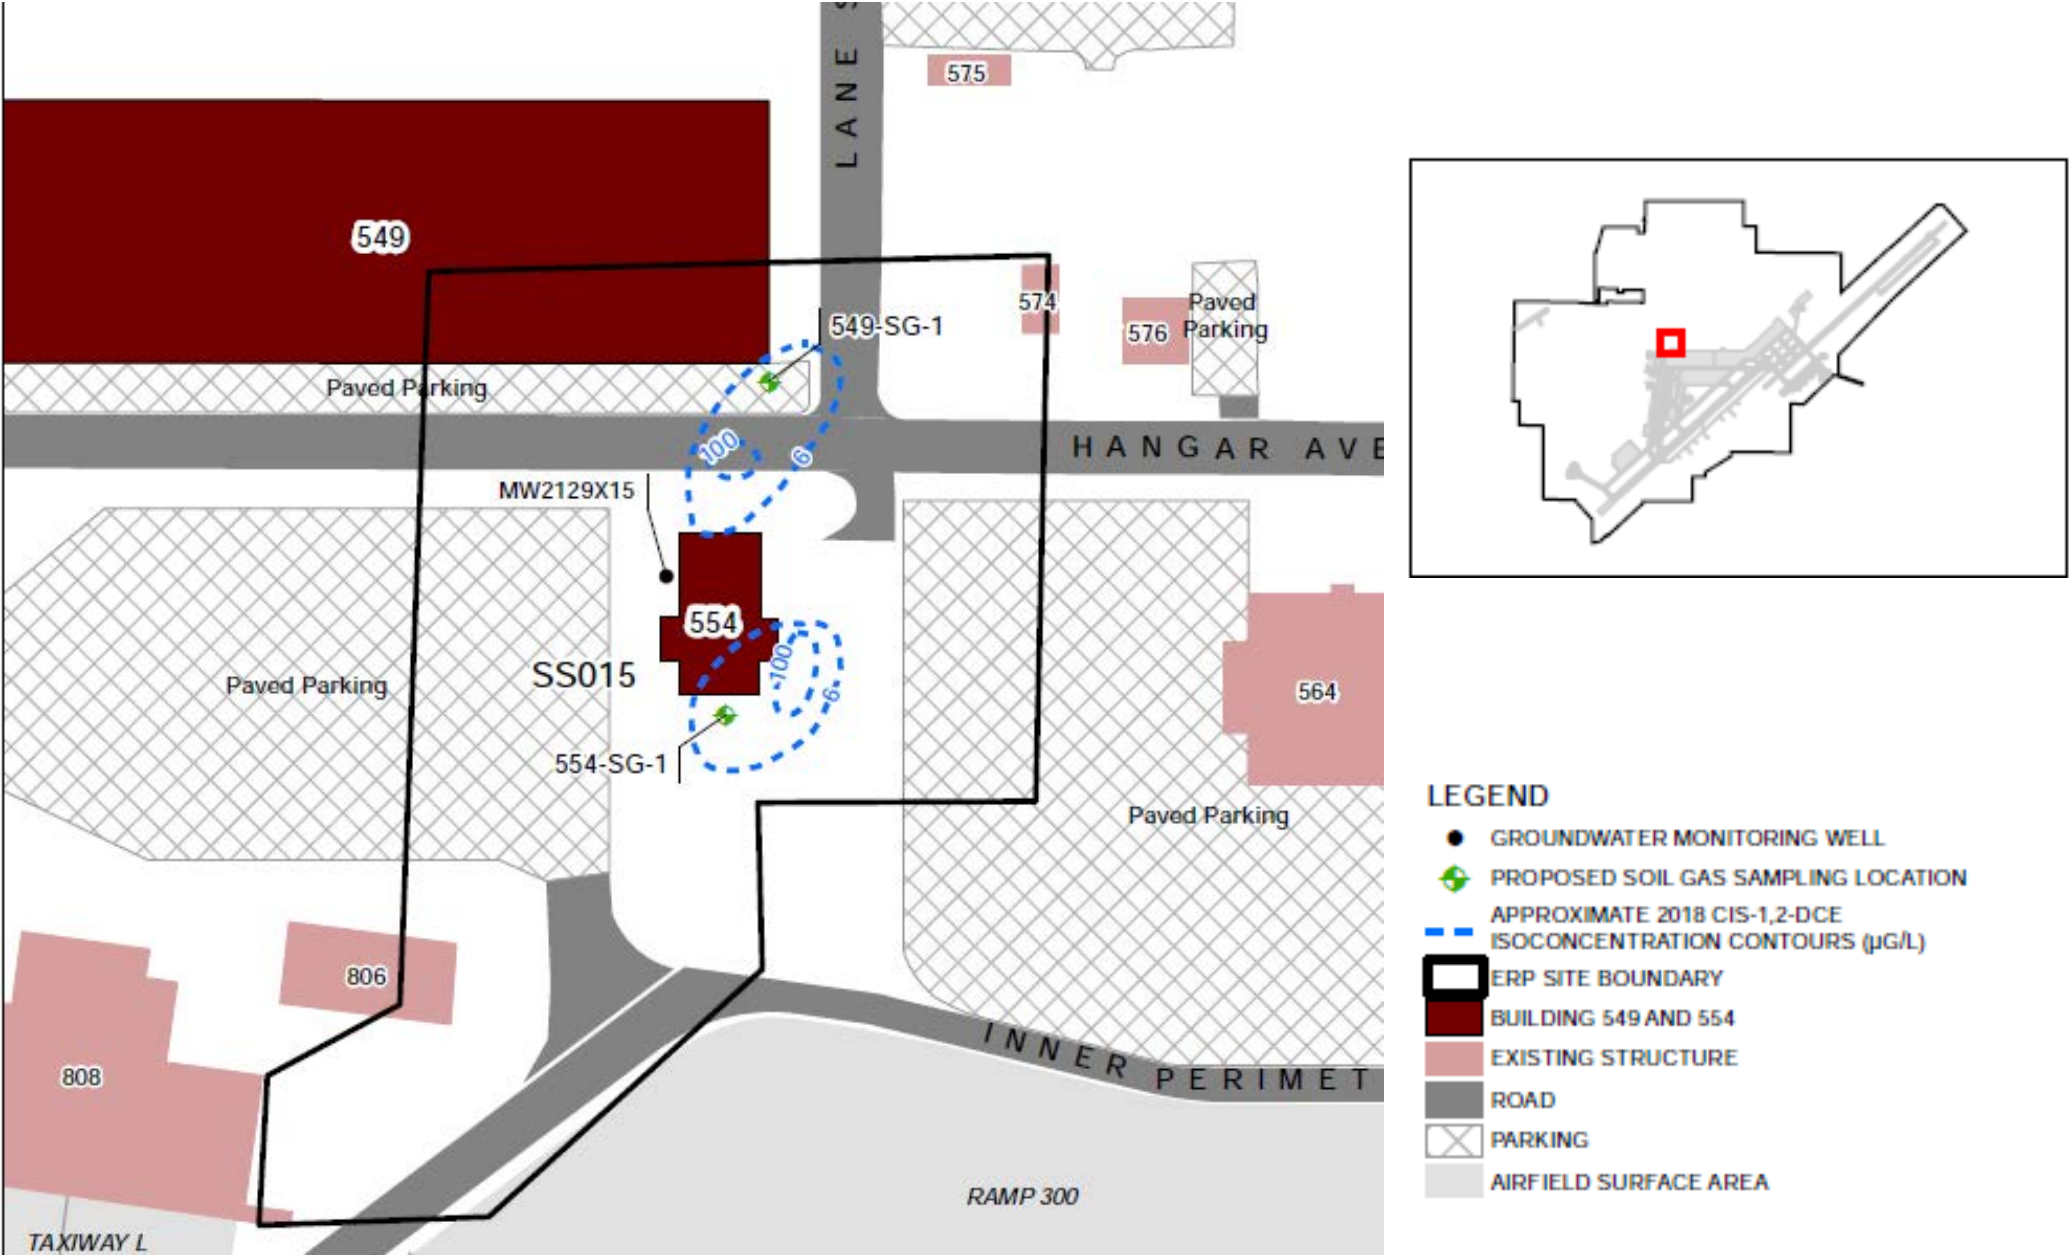 LANE S
575
549
574
576
Paved
Parking
549-SG-1
Paved Parking
100
6
HANGAR AVE
MW2129X15
554
SS015
100
6
Paved Parking
564
554-SG-1
Paved Parking
806
808
INNER PERIMET
RAMP 300
TAXIWAY L
LEGEND
GROUNDWATER MONITORING WELL
PROPOSED SOIL GAS SAMPLING LOCATION
APPROXIMATE 2018 CIS-1,2-DCE
ISOCONCENTRATION CONTOURS (µG/L)
ERP SITE BOUNDARY
BUILDING 549 AND 554
EXISTING STRUCTURE
ROAD
PARKING
AIRFIELD SURFACE AREA